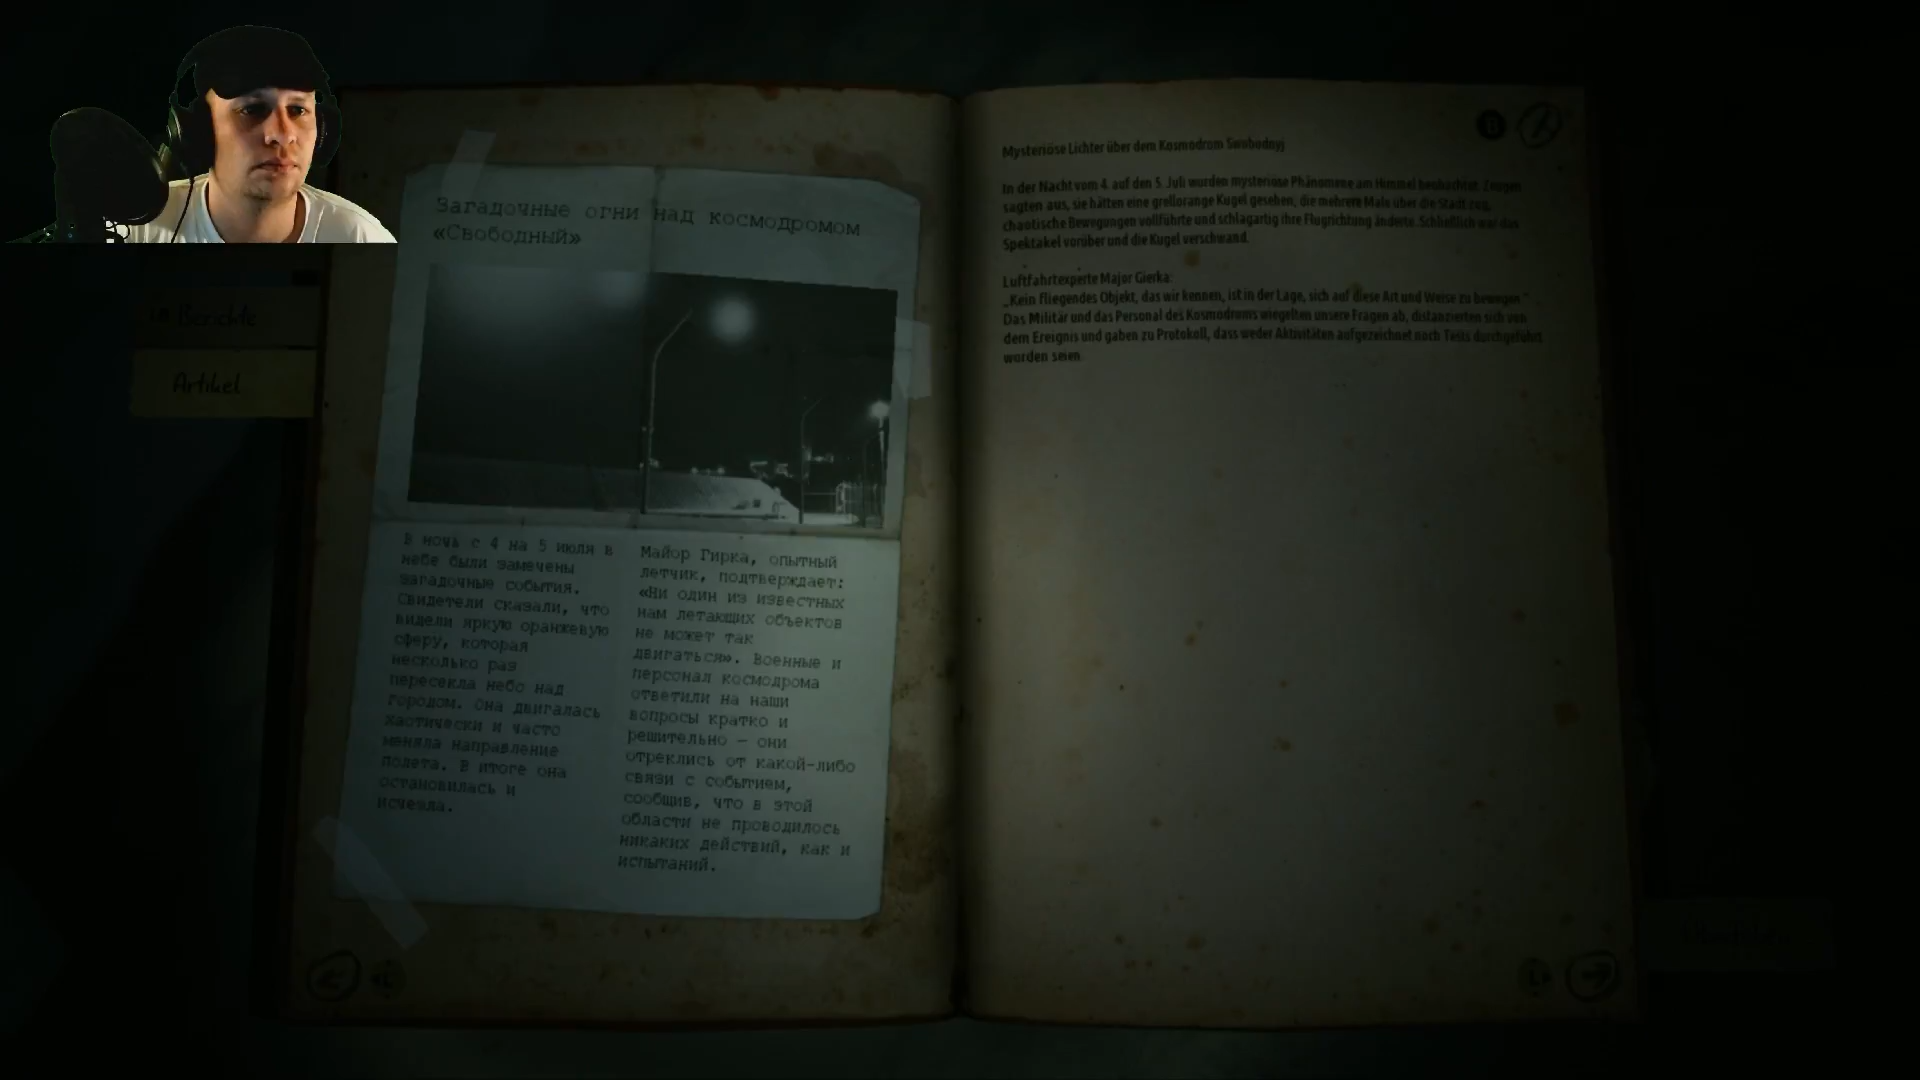 Berichte
Artikel
Загадочные огни над космодромом
«Свободный»
В ночь с 4 на 5 июля в
небе были замечены
загадочные события.
Свидетели сказали, что
видели яркую оранжевую
сферу, которая
несколько раз
пересекла небо над
городом. Она двигалась
хаотически и часто
меняла направление
полета. В итоге она
остановилась и
исчезла.
Майор Гирка, опытный
летчик, подтверждает:
«Ни один из известных
нам летающих объектов
не может так
двигаться». Военные и
персонал космодрома
ответили на наши
вопросы кратко и
решительно — они
отреклись от какой-либо
связи с событием,
сообщив, что в этой
области не проводилось
никаких действий, как и
испытаний.
Mysteriöse Lichter über dem Kosmodrom Swobodnyj
In der Nacht vom 4. auf den 5. Juli wurden mysteriöse Phänomene am Himmel beobachtet. Zeugen
sagten aus, sie hätten eine grellorange Kugel gesehen, die mehrere Male über die Stadt zog,
chaotische Bewegungen vollführte und schlagartig ihre Flugrichtung änderte. Schließlich war das
Spektakel vorüber und die Kugel verschwand.
Luftfahrtexperte Major Gierka:
„Kein fliegendes Objekt, das wir kennen, ist in der Lage, sich auf diese Art und Weise zu bewegen.“
Das Militär und das Personal des Kosmodroms wiegelten unsere Fragen ab, distanzierten sich von
dem Ereignis und gaben zu Protokoll, dass weder Aktivitäten aufgezeichnet noch Tests durchgeführt
worden seien.